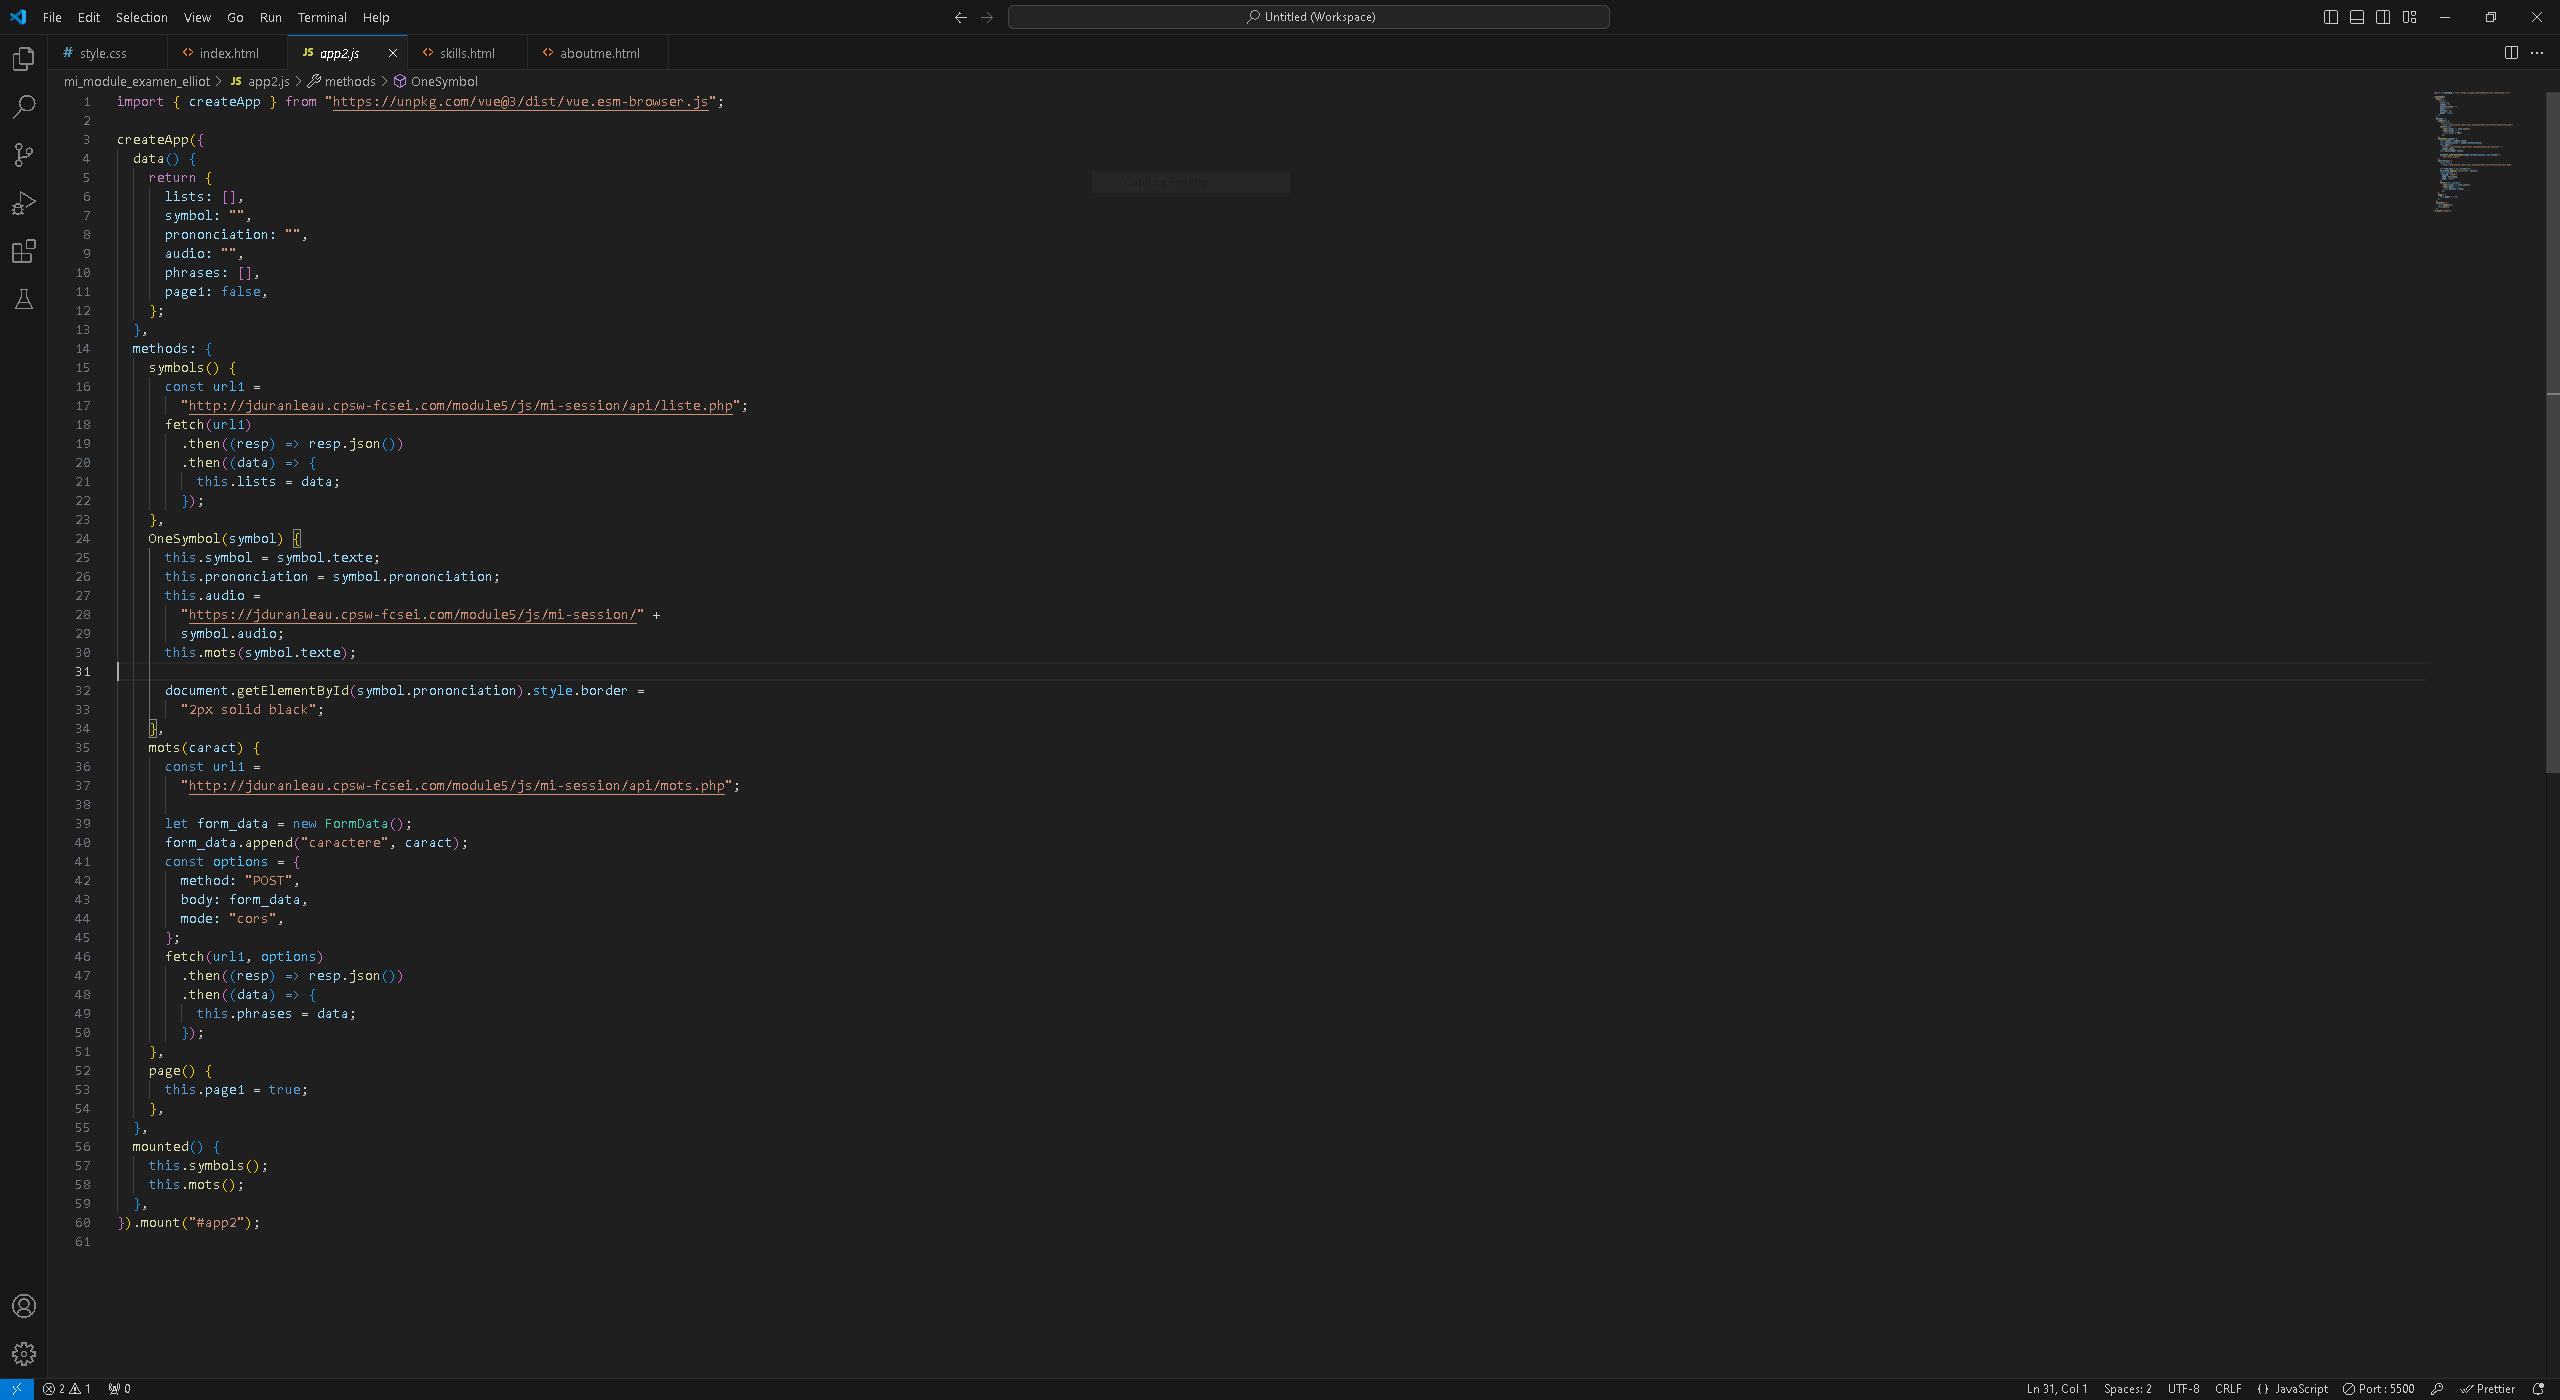 File Edit Selection View Go Run Terminal Help
Untitled (Workspace)
# style.css
<> index.html
JS app2.js
<> skills.html
<> aboutme.html
mi_module_examen_elliot > JS app2.js > methods > OneSymbol
1 import { createApp } from "https://unpkg.com/vue@3/dist/vue.esm-browser.js";
2
3 createApp({
4 data() {
5 return {
6 lists: [],
7 symbol: "",
8 prononciation: "",
9 audio: "",
10 phrases: [],
11 page1: false,
12 };
13 },
14 methods: {
15 symbols() {
16 const url1 =
17 "http://jduranleau.cpsw-fcsei.com/module5/js/mi-session/api/liste.php";
18 fetch(url1)
19 .then((resp) => resp.json())
20 .then((data) => {
21 this.lists = data;
22 });
23 },
24 OneSymbol(symbol) {
25 this.symbol = symbol.texte;
26 this.prononciation = symbol.prononciation;
27 this.audio =
28 "https://jduranleau.cpsw-fcsei.com/module5/js/mi-session/" +
29 symbol.audio;
30 this.mots(symbol.texte);
31
32 document.getElementById(symbol.prononciation).style.border =
33 "2px solid black";
34 },
35 mots(caract) {
36 const url1 =
37 "http://jduranleau.cpsw-fcsei.com/module5/js/mi-session/api/mots.php";
38
39 let form_data = new FormData();
40 form_data.append("caractere", caract);
41 const options = {
42 method: "POST",
43 body: form_data,
44 mode: "cors",
45 };
46 fetch(url1, options)
47 .then((resp) => resp.json())
48 .then((data) => {
49 this.phrases = data;
50 });
51 },
52 page() {
53 this.page1 = true;
54 },
55 },
56 mounted() {
57 this.symbols();
58 this.mots();
59 },
60 }).mount("#app2");
61
2 1 0 Ln 31, Col 1 Spaces: 2 UTF-8 CRLF {} JavaScript Port : 5500 Prettier